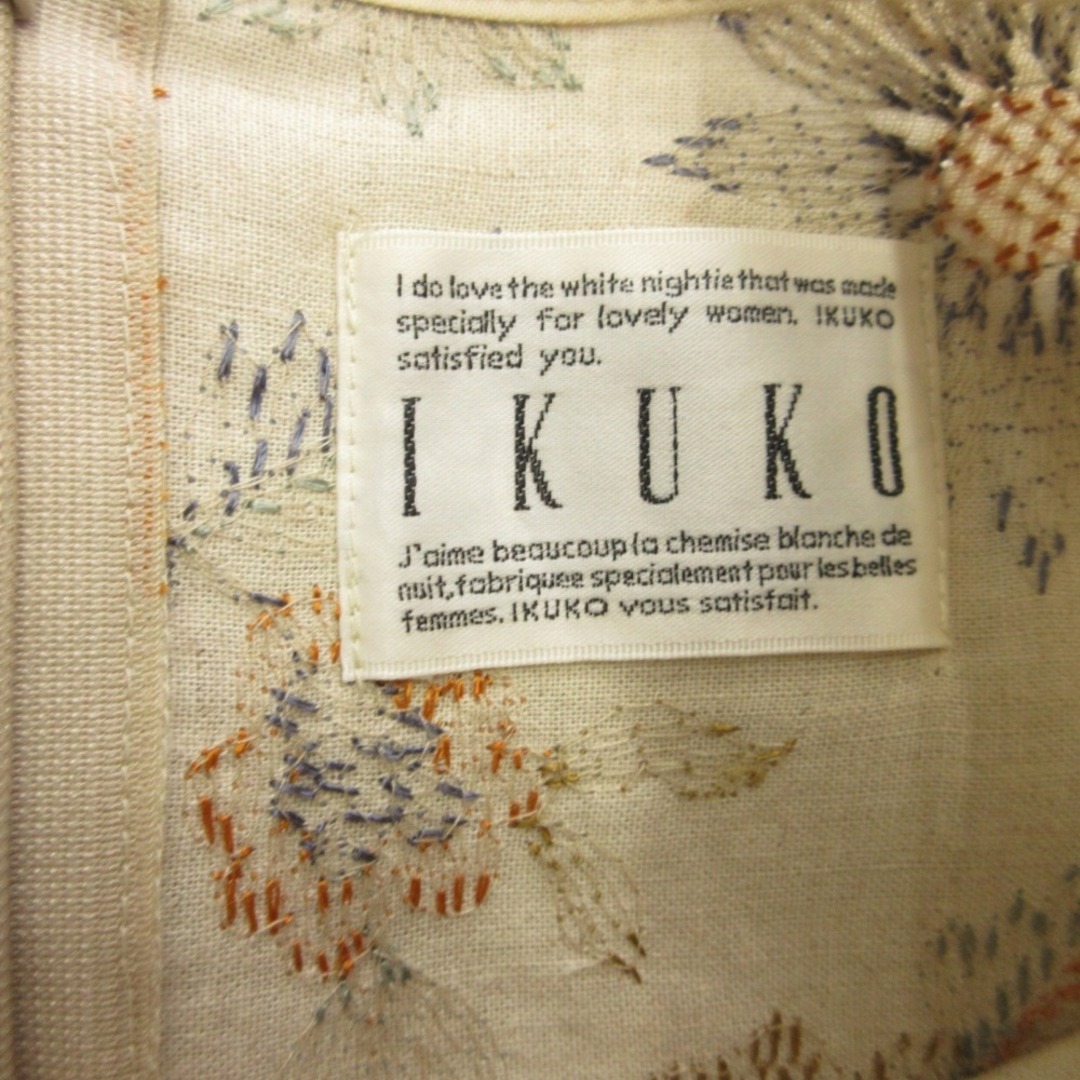 I do love the white nightie that was made
specially for lovely women. IKUKO
satisfied you.
IKUKO
J'aime beaucoup la chemise blanche de
nuit, fabriquee specialement pour les belles
femmes. IKUKO vous satisfait.